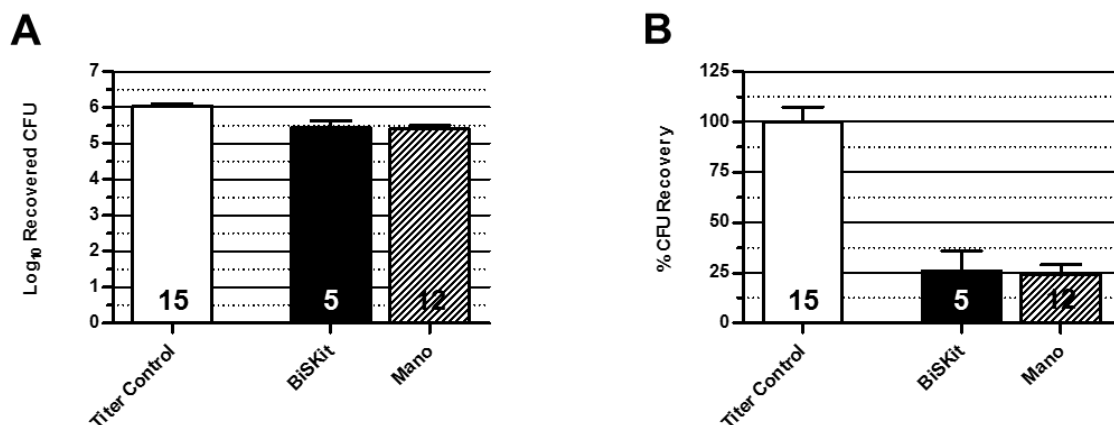 A
Log₁₀ Recovered CFU
7
6
5
4
3
2
1
0
15
5
12
Titer Control
BiSKit
Mano
B
% CFU Recovery
125
100
75
50
25
0
15
5
12
Titer Control
BiSKit
Mano